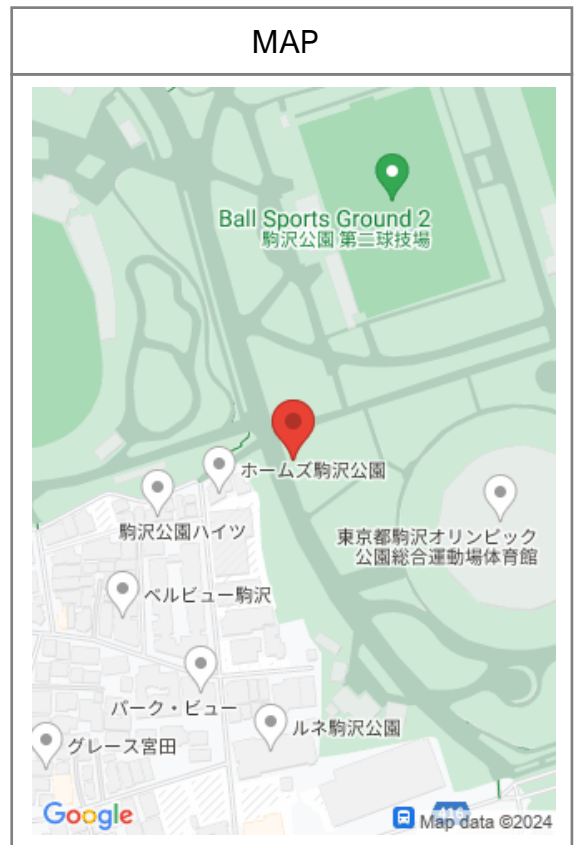 MAP
Ball Sports Ground 2
駒沢公園 第二球技場
ホームズ駒沢公園
駒沢公園ハイツ
東京都駒沢オリンピック
公園総合運動場体育館
ベルビュー駒沢
パーク・ビュー
ルネ駒沢公園
グレース宮田
Google
416
Map data ©2024